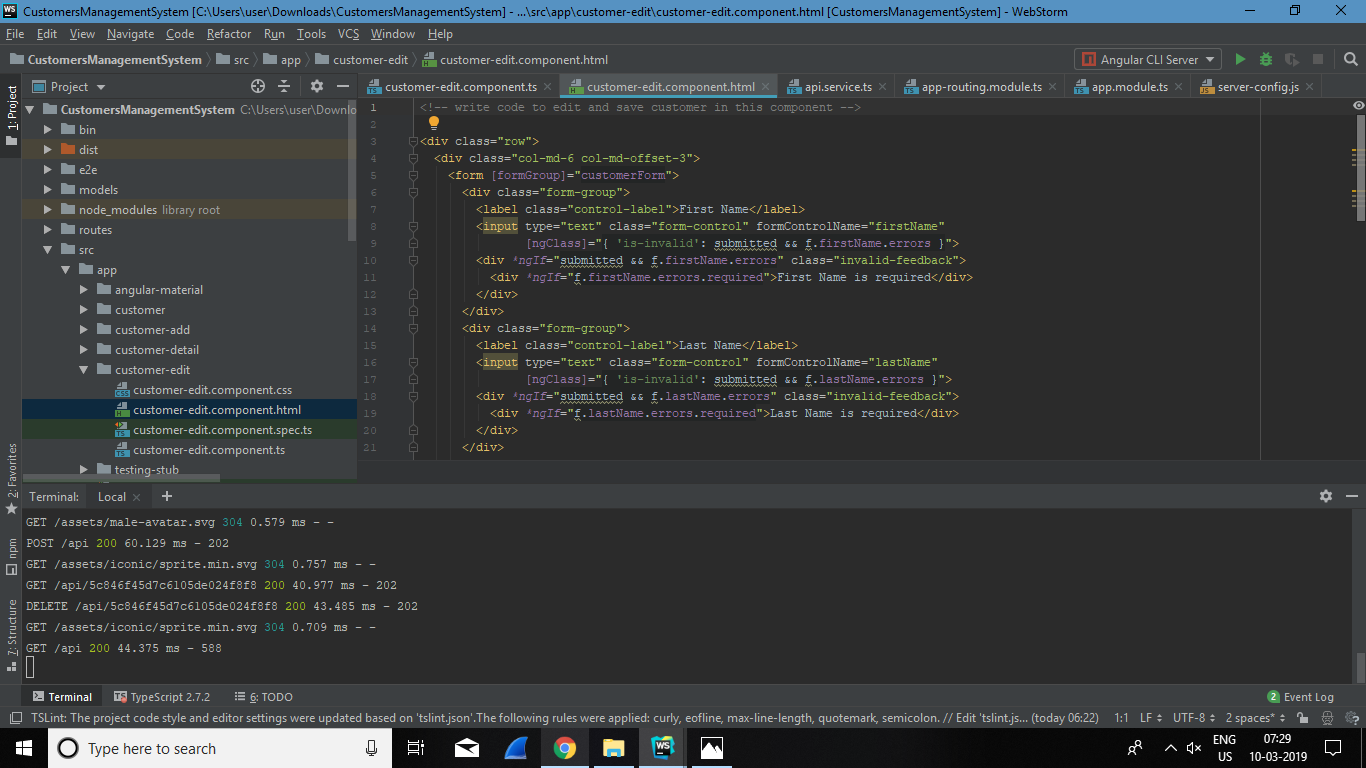 CustomersManagementSystem [C:\Users\user\Downloads\CustomersManagementSystem] - ...\src\app\customer-edit\customer-edit.component.html [CustomersManagementSystem] - WebStorm
File Edit View Navigate Code Refactor Run Tools VCS Window Help
CustomersManagementSystem src app customer-edit customer-edit.component.html Angular CLI Server
Project customer-edit.component.ts customer-edit.component.html api.service.ts app-routing.module.ts app.module.ts server-config.js
1: Project
CustomersManagementSystem C:\Users\user\Downlo
bin
dist
e2e
models
node_modules library root
routes
src
app
angular-material
customer
customer-add
customer-detail
customer-edit
customer-edit.component.css
customer-edit.component.html
customer-edit.component.spec.ts
customer-edit.component.ts
testing-stub
1 <!-- write code to edit and save customer in this component -->
2
3 <div class="row">
4 <div class="col-md-6 col-md-offset-3">
5 <form [formGroup]="customerForm">
6 <div class="form-group">
7 <label class="control-label">First Name</label>
8 <input type="text" class="form-control" formControlName="firstName"
9 [ngClass]="{ 'is-invalid': submitted && f.firstName.errors }">
10 <div *ngIf="submitted && f.firstName.errors" class="invalid-feedback">
11 <div *ngIf="f.firstName.errors.required">First Name is required</div>
12 </div>
13 </div>
14 <div class="form-group">
15 <label class="control-label">Last Name</label>
16 <input type="text" class="form-control" formControlName="lastName"
17 [ngClass]="{ 'is-invalid': submitted && f.lastName.errors }">
18 <div *ngIf="submitted && f.lastName.errors" class="invalid-feedback">
19 <div *ngIf="f.lastName.errors.required">Last Name is required</div>
20 </div>
21 </div>
2: Favorites
npm
7: Structure
Terminal: Local
GET /assets/male-avatar.svg 304 0.579 ms - -
POST /api 200 60.129 ms - 202
GET /assets/iconic/sprite.min.svg 304 0.757 ms - -
GET /api/5c846f45d7c6105de024f8f8 200 40.977 ms - 202
DELETE /api/5c846f45d7c6105de024f8f8 200 43.485 ms - 202
GET /assets/iconic/sprite.min.svg 304 0.709 ms - -
GET /api 200 44.375 ms - 588
Terminal TypeScript 2.7.2 6: TODO 2 Event Log
TSLint: The project code style and editor settings were updated based on 'tslint.json'.The following rules were applied: curly, eofline, max-line-length, quotemark, semicolon. // Edit 'tslint.js... (today 06:22) 1:1 LF UTF-8 2 spaces*
Type here to search
ENG
US
07:29
10-03-2019